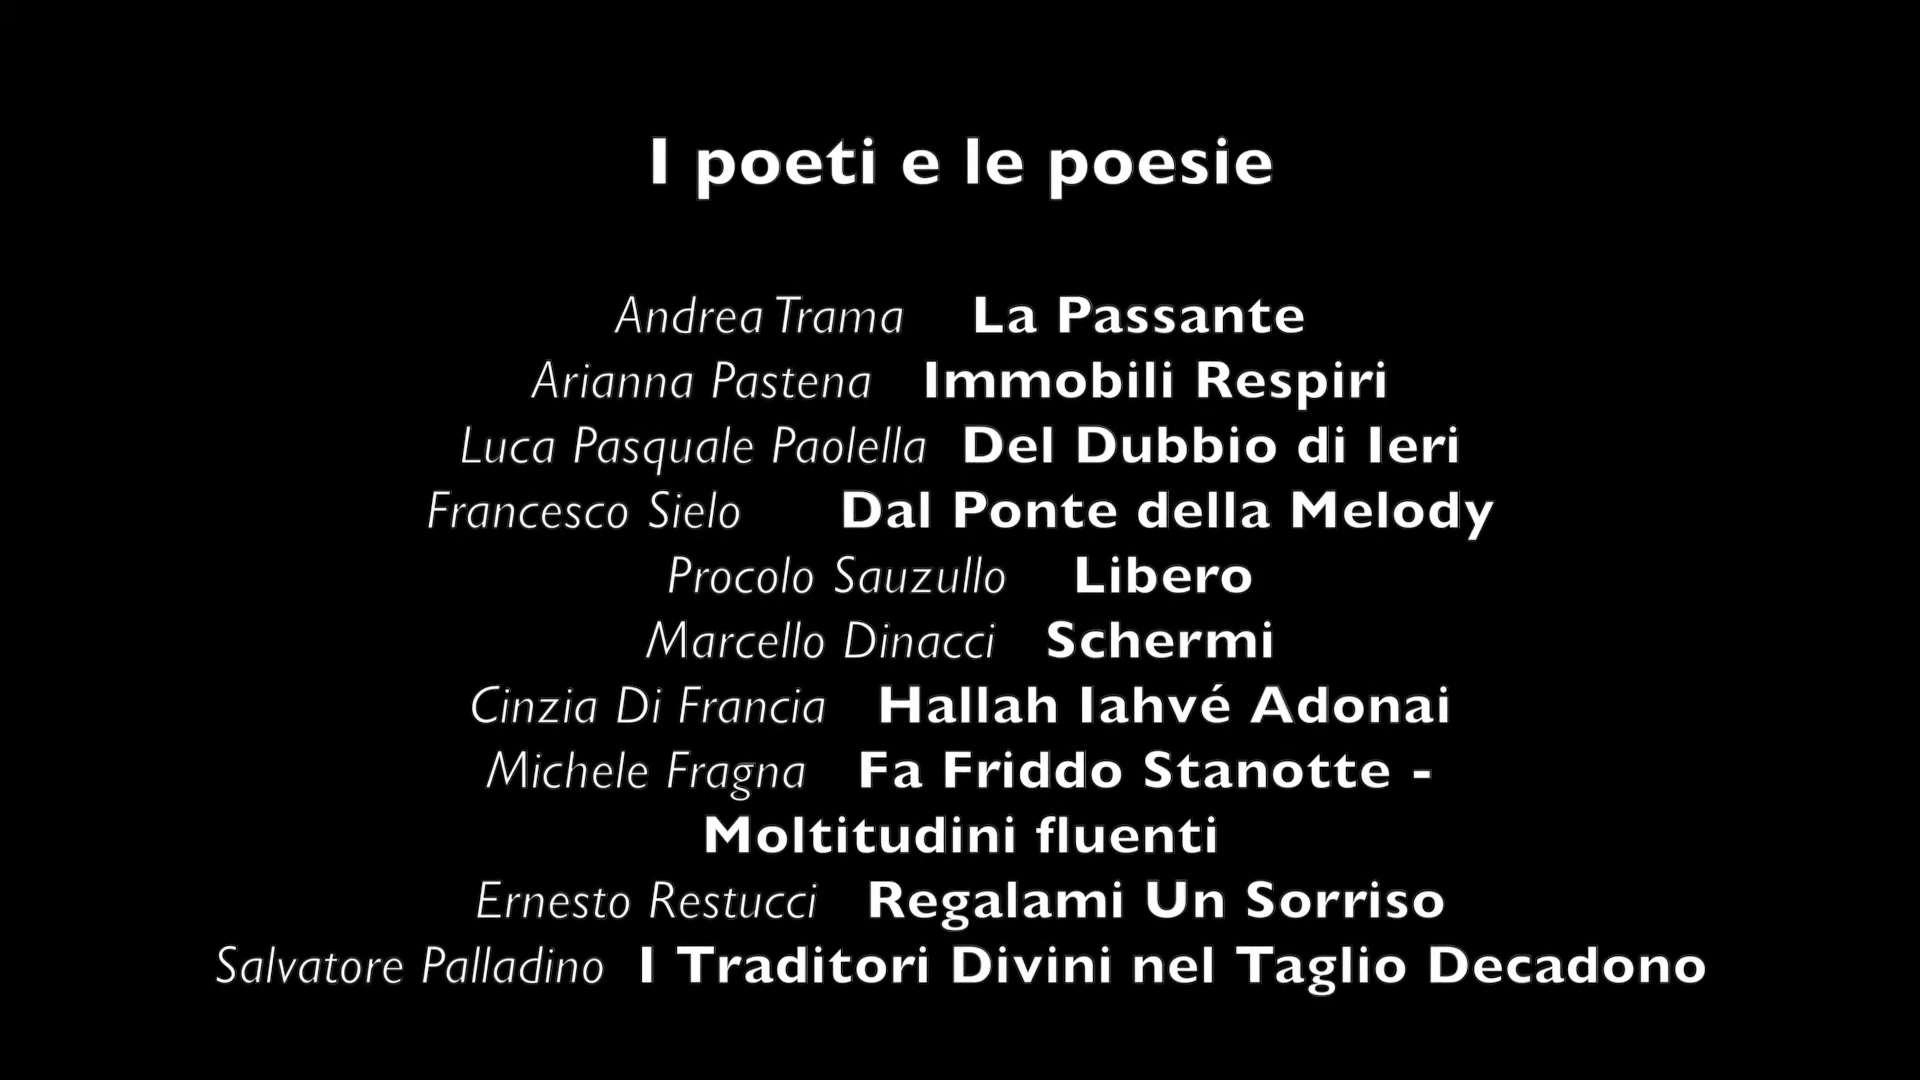 I poeti e le poesie
Andrea Trama La Passante
Arianna Pastena Immobili Respiri
Luca Pasquale Paolella Del Dubbio di Ieri
Francesco Sielo Dal Ponte della Melody
Procolo Sauzullo Libero
Marcello Dinacci Schermi
Cinzia Di Francia Hallah Iahvé Adonai
Michele Fragna Fa Friddo Stanotte -
Moltitudini fluenti
Ernesto Restucci Regalami Un Sorriso
Salvatore Palladino I Traditori Divini nel Taglio Decadono